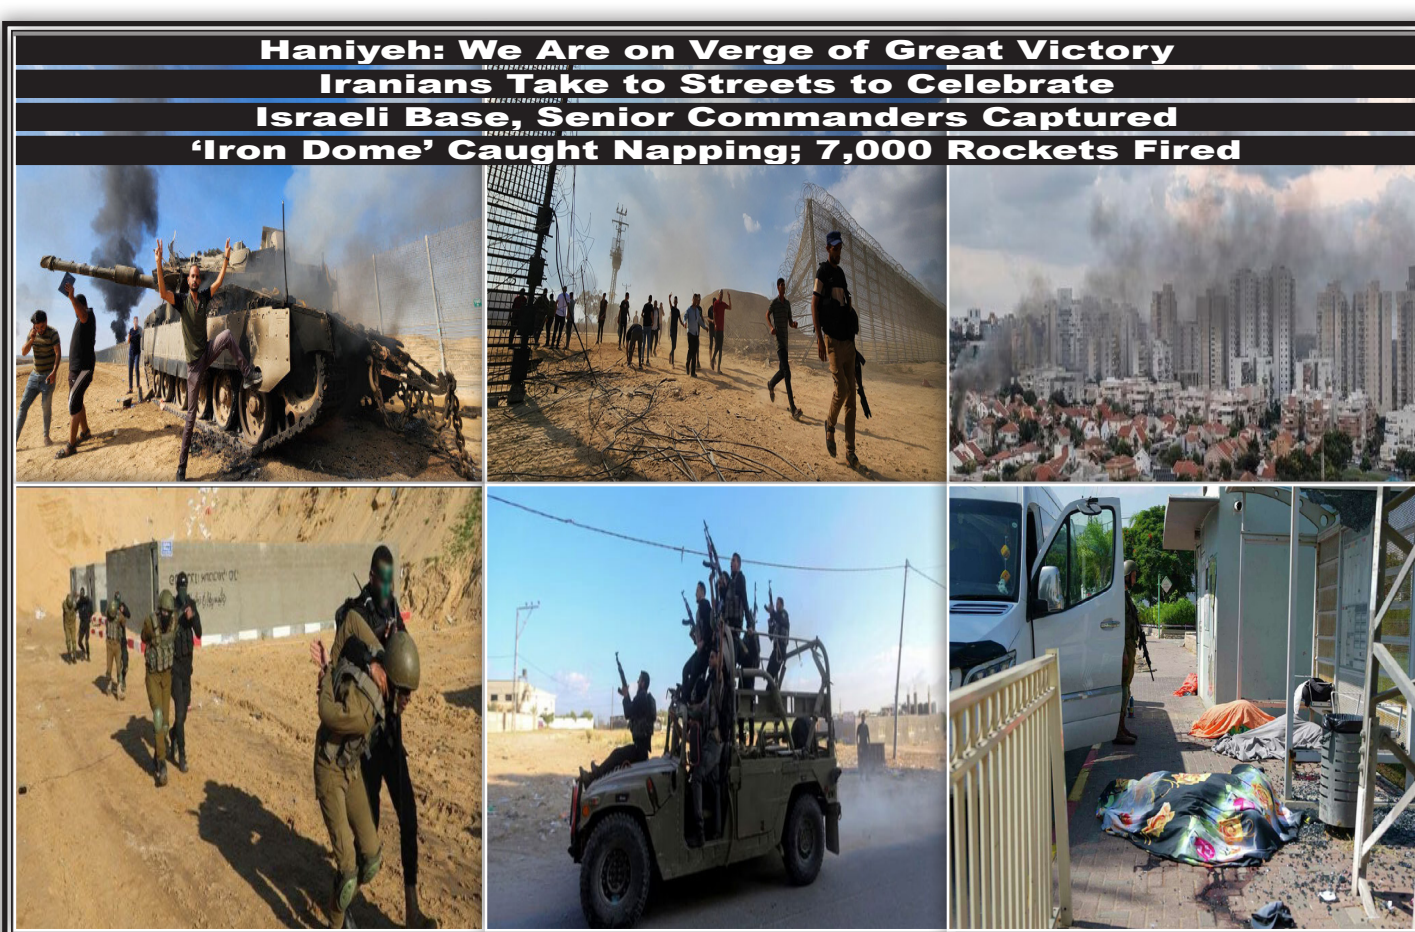 Haniyeh: We Are on Verge of Great Victory
Iranians Take to Streets to Celebrate
Israeli Base, Senior Commanders Captured
‘Iron Dome’ Caught Napping; 7,000 Rockets Fired